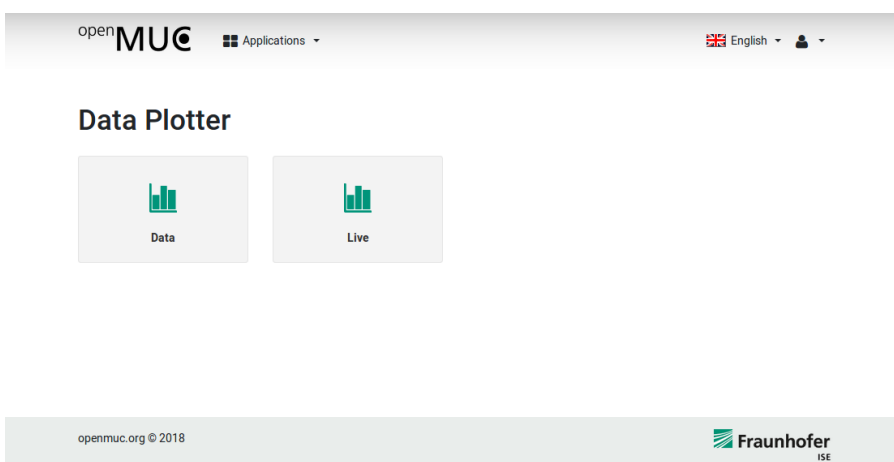 openMUC Applications English
Data Plotter
Data Live
openmuc.org © 2018 Fraunhofer
ISE